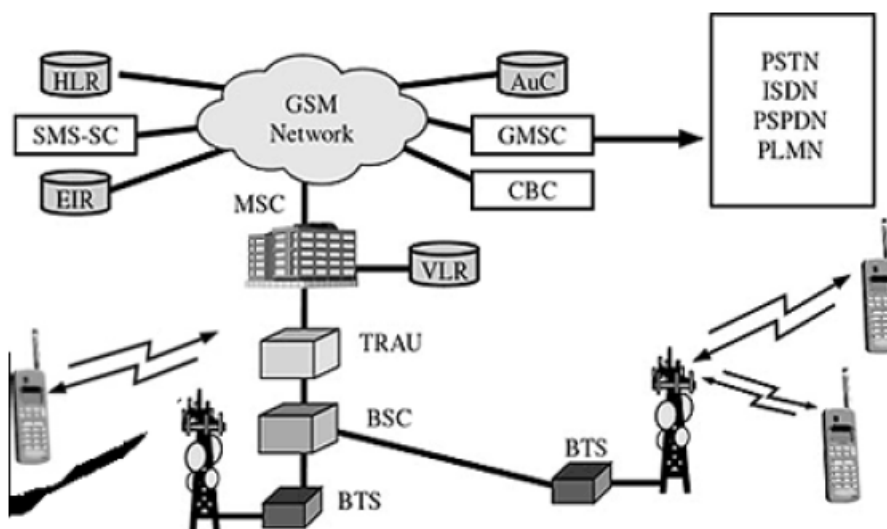 HLR
AuC
GSM
Network
SMS-SC
GMSC
EIR
CBC
PSTN
ISDN
PSPDN
PLMN
MSC
VLR
TRAU
BSC
BTS
BTS